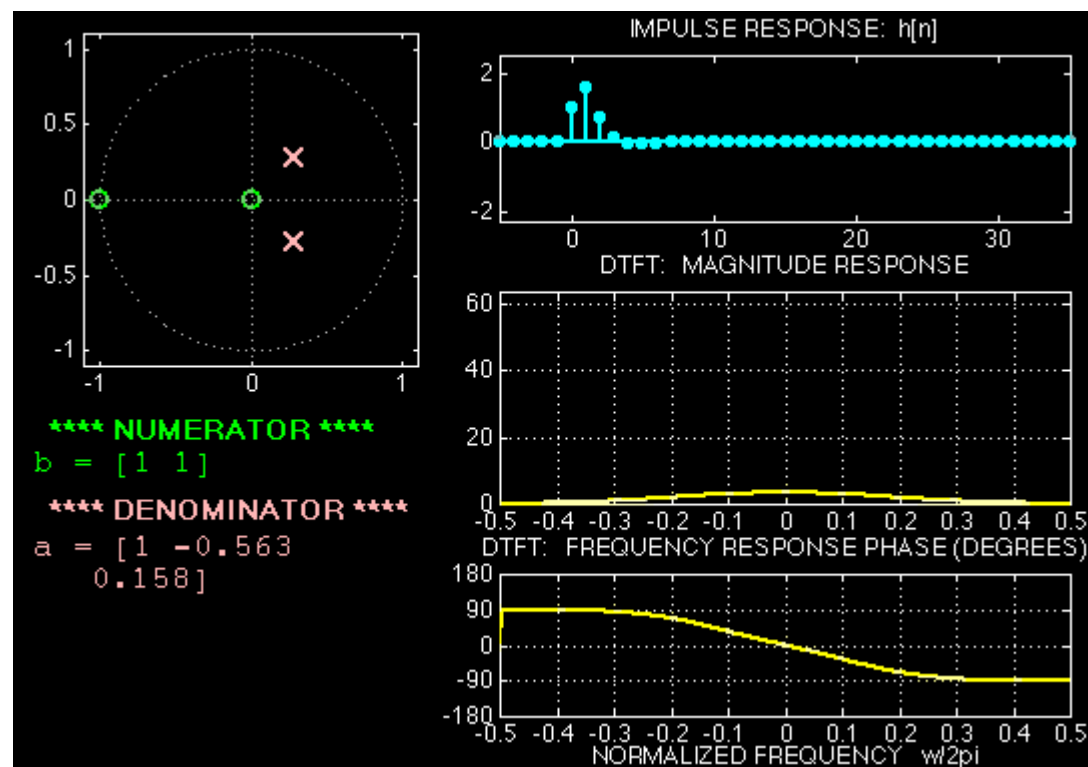 1
0.5
0
-0.5
-1
-1 0 1
**** NUMERATOR ****
b = [1 1]
**** DENOMINATOR ****
a = [1 -0.563
0.158]
IMPULSE RESPONSE: h[n]
2
0
-2
0 10 20 30
DTFT: MAGNITUDE RESPONSE
60
40
20
0
-0.5 -0.4 -0.3 -0.2 -0.1 0 0.1 0.2 0.3 0.4 0.5
DTFT: FREQUENCY RESPONSE PHASE (DEGREES)
180
90
0
-90
-180
-0.5 -0.4 -0.3 -0.2 -0.1 0 0.1 0.2 0.3 0.4 0.5
NORMALIZED FREQUENCY w/2pi